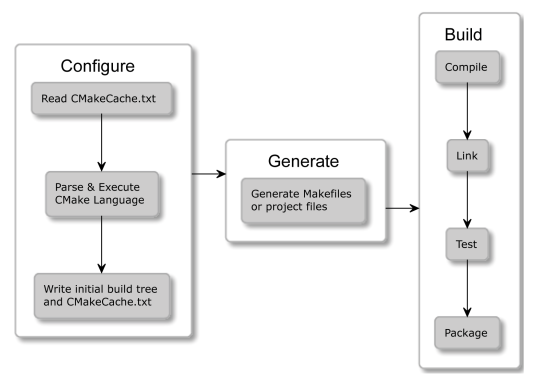 Configure
Read CMakeCache.txt
Parse & Execute
CMake Language
Write initial build tree
and CMakeCache.txt
Generate
Generate Makefiles
or project files
Build
Compile
Link
Test
Package